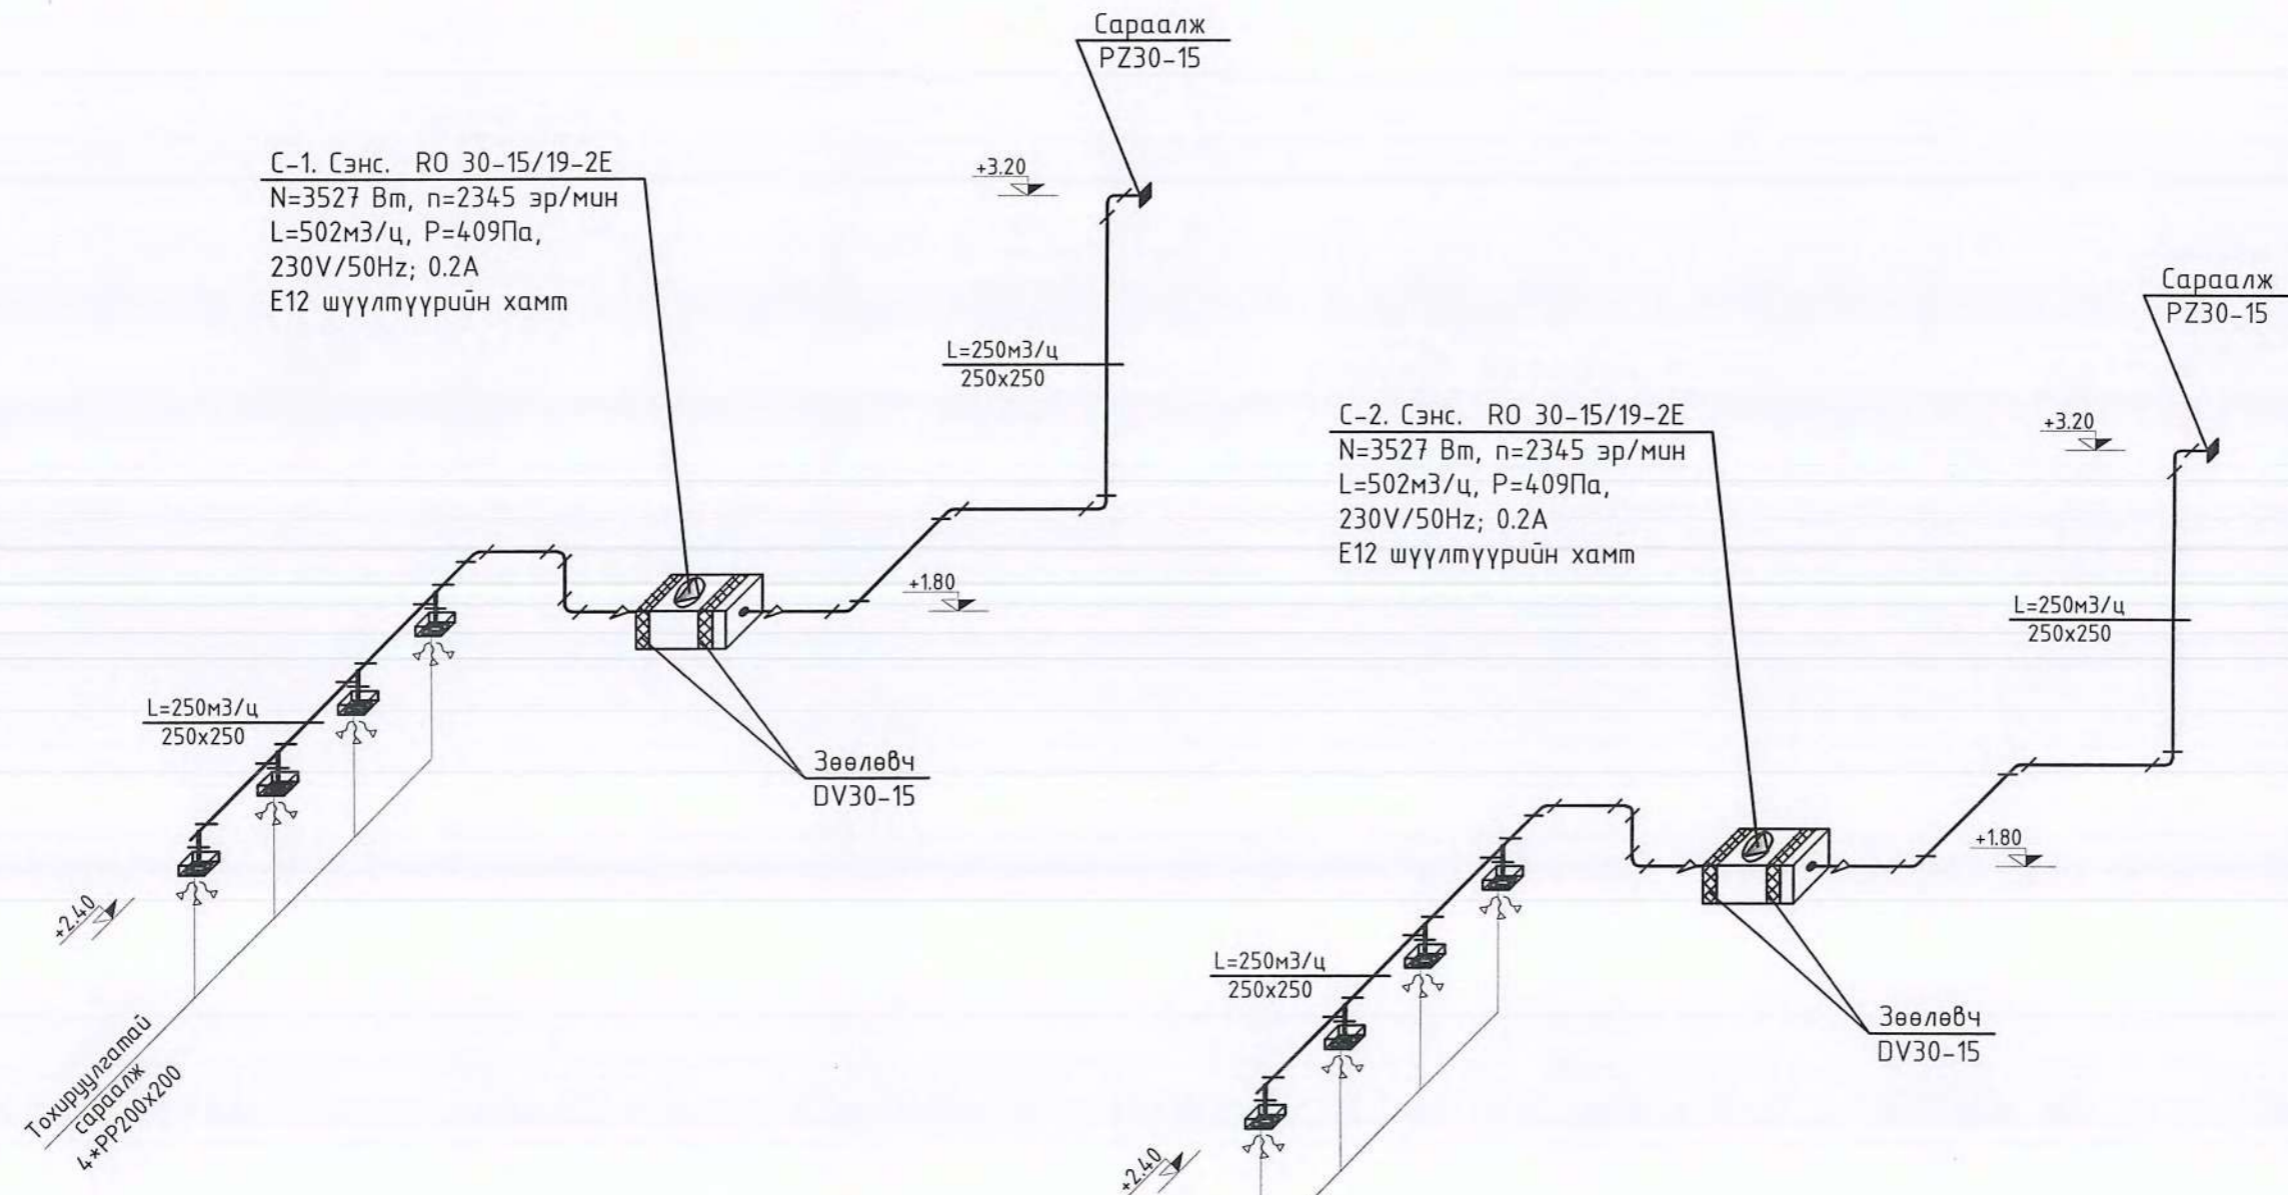 Сараалж
PZ30-15
С-1. Сэнс. RO 30-15/19-2E
N=3527 Вт, n=2345 эр/мин
L=502м3/ц, P=409Па,
230V/50Hz; 0.2A
E12 шүүлтүүрийн хамт
+3.20
L=250м3/ц
250x250
+1.80
L=250м3/ц
250x250
Зөөлөвч
DV30-15
+2.40
Тохируулгатай
сараалж
4*PP200x200
Сараалж
PZ30-15
С-2. Сэнс. RO 30-15/19-2E
N=3527 Вт, n=2345 эр/мин
L=502м3/ц, P=409Па,
230V/50Hz; 0.2A
E12 шүүлтүүрийн хамт
+3.20
L=250м3/ц
250x250
+1.80
L=250м3/ц
250x250
Зөөлөвч
DV30-15
+2.40